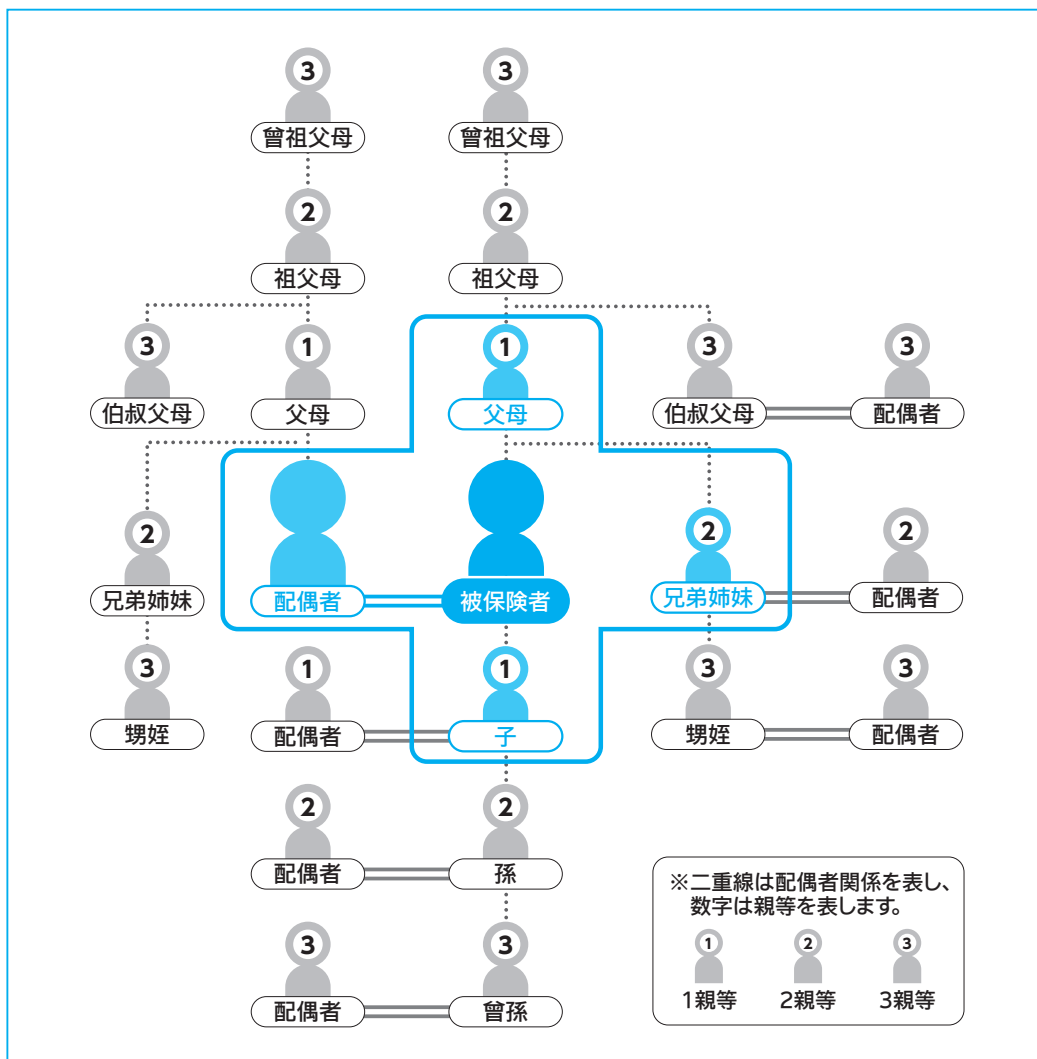 3
3
曾祖父母
曾祖父母
2
2
祖父母
祖父母
3
1
1
3
3
伯叔父母
父母
父母
伯叔父母
配偶者
2
2
2
兄弟姉妹
配偶者
被保険者
兄弟姉妹
配偶者
3
1
1
3
3
甥姪
配偶者
子
甥姪
配偶者
2
2
配偶者
孫
3
3
配偶者
曾孫
※二重線は配偶者関係を表し、
数字は親等を表します。
1
2
3
1親等
2親等
3親等